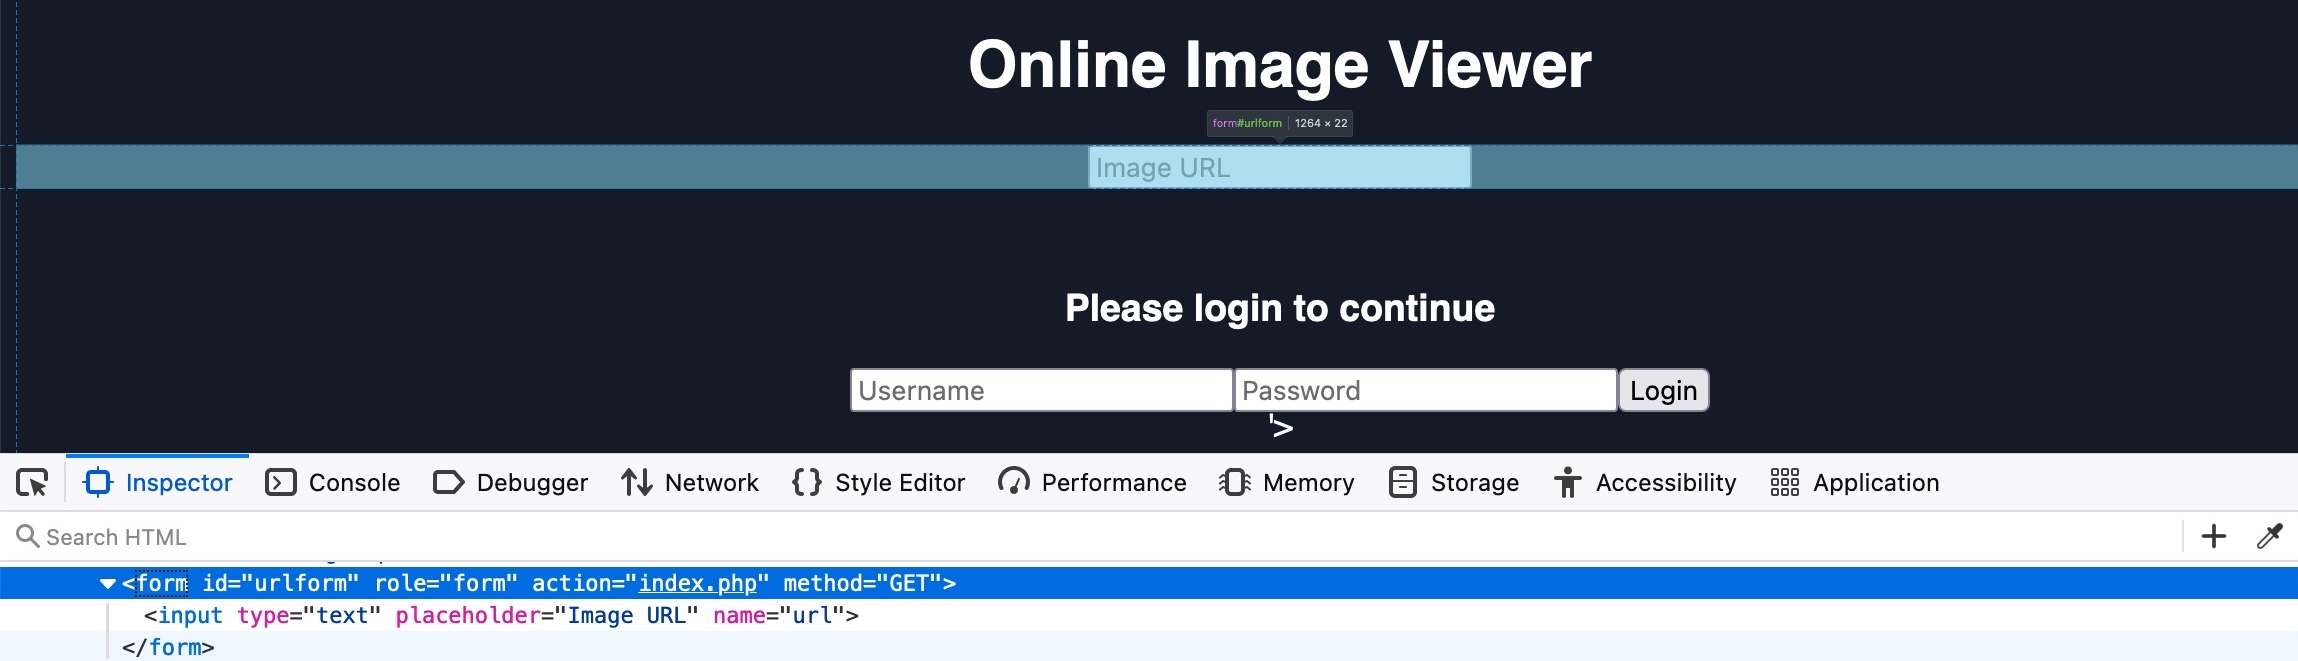 Online Image Viewer
form#urlform 1264 × 22
Image URL
Please login to continue
Username Password Login
'>
Inspector Console Debugger Network Style Editor Performance Memory Storage Accessibility Application
Search HTML
<form id="urlform" role="form" action="index.php" method="GET">
<input type="text" placeholder="Image URL" name="url">
</form>